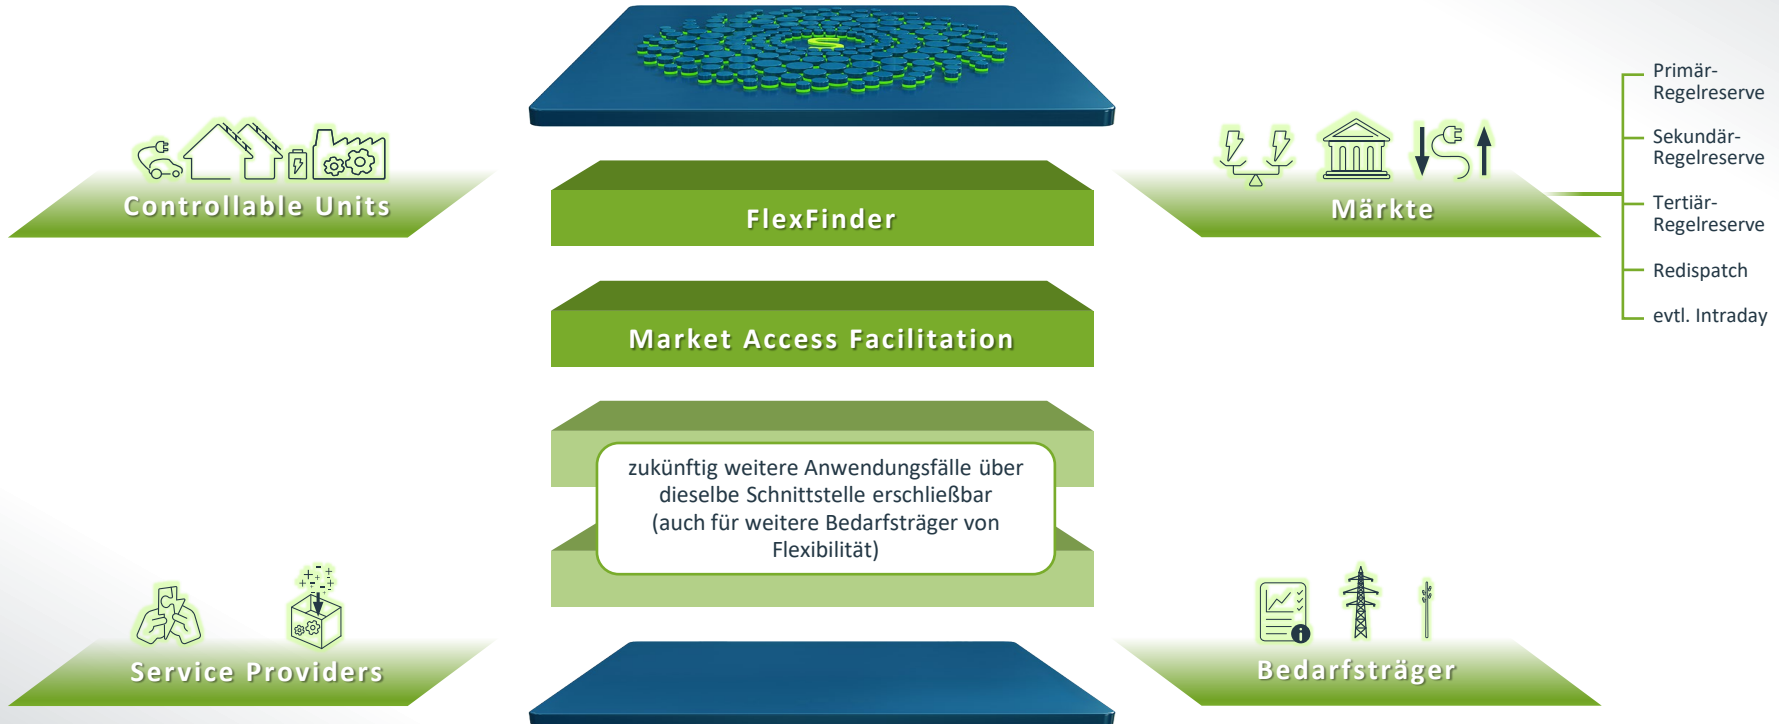 Controllable Units
FlexFinder
Märkte
Primär-
Regelreserve
Sekundär-
Regelreserve
Tertiär-
Regelreserve
Redispatch
evtl. Intraday
Market Access Facilitation
zukünftig weitere Anwendungsfälle über
dieselbe Schnittstelle erschließbar
(auch für weitere Bedarfsträger von
Flexibilität)
Service Providers
Bedarfsträger